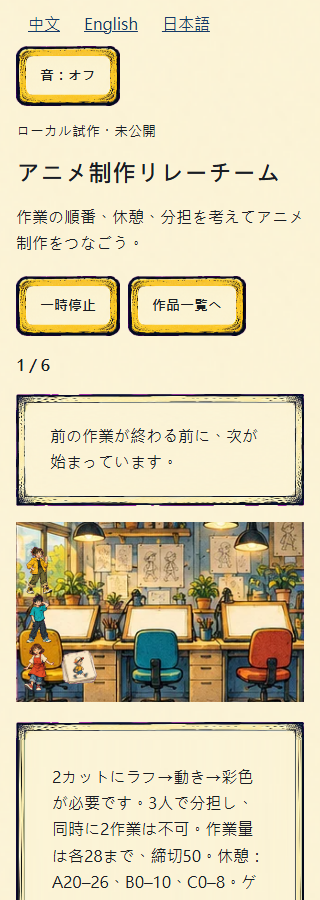 中文 English 日本語
音：オフ
ローカル試作・未公開
アニメ制作リレーチーム
作業の順番、休憩、分担を考えてアニメ
制作をつなごう。
一時停止 作品一覧へ
1 / 6
前の作業が終わる前に、次が
始まっています。
2カットにラフ→動き→彩色
が必要です。3人で分担し、
同時に2作業は不可。作業量
は各28まで、締切50。休憩：
A20–26、B0–10、C0–8。ゲ